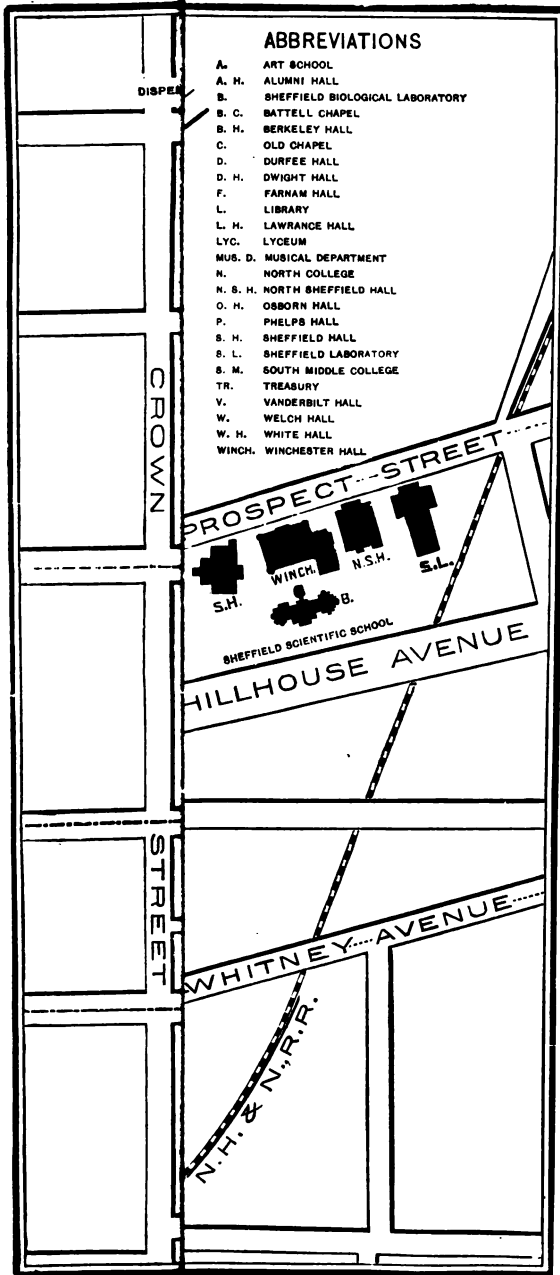 ABBREVIATIONS
A. ART SCHOOL
A. H. ALUMNI HALL
B. SHEFFIELD BIOLOGICAL LABORATORY
B. C. BATTELL CHAPEL
B. H. BERKELEY HALL
C. OLD CHAPEL
D. DURFEE HALL
D. H. DWIGHT HALL
F. FARNAM HALL
L. LIBRARY
L. H. LAWRANCE HALL
LYC. LYCEUM
MUS. D. MUSICAL DEPARTMENT
N. NORTH COLLEGE
N. S. H. NORTH SHEFFIELD HALL
O. H. OSBORN HALL
P. PHELPS HALL
S. H. SHEFFIELD HALL
S. L. SHEFFIELD LABORATORY
S. M. SOUTH MIDDLE COLLEGE
TR. TREASURY
V. VANDERBILT HALL
W. WELCH HALL
W. H. WHITE HALL
WINCH. WINCHESTER HALL
DISPE
CROWN STREET
PROSPECT STREET
S.H.
WINCH.
N.S.H.
S.L.
B.
SHEFFIELD SCIENTIFIC SCHOOL
HILLHOUSE AVENUE
WHITNEY AVENUE
N.H. & N., R.R.